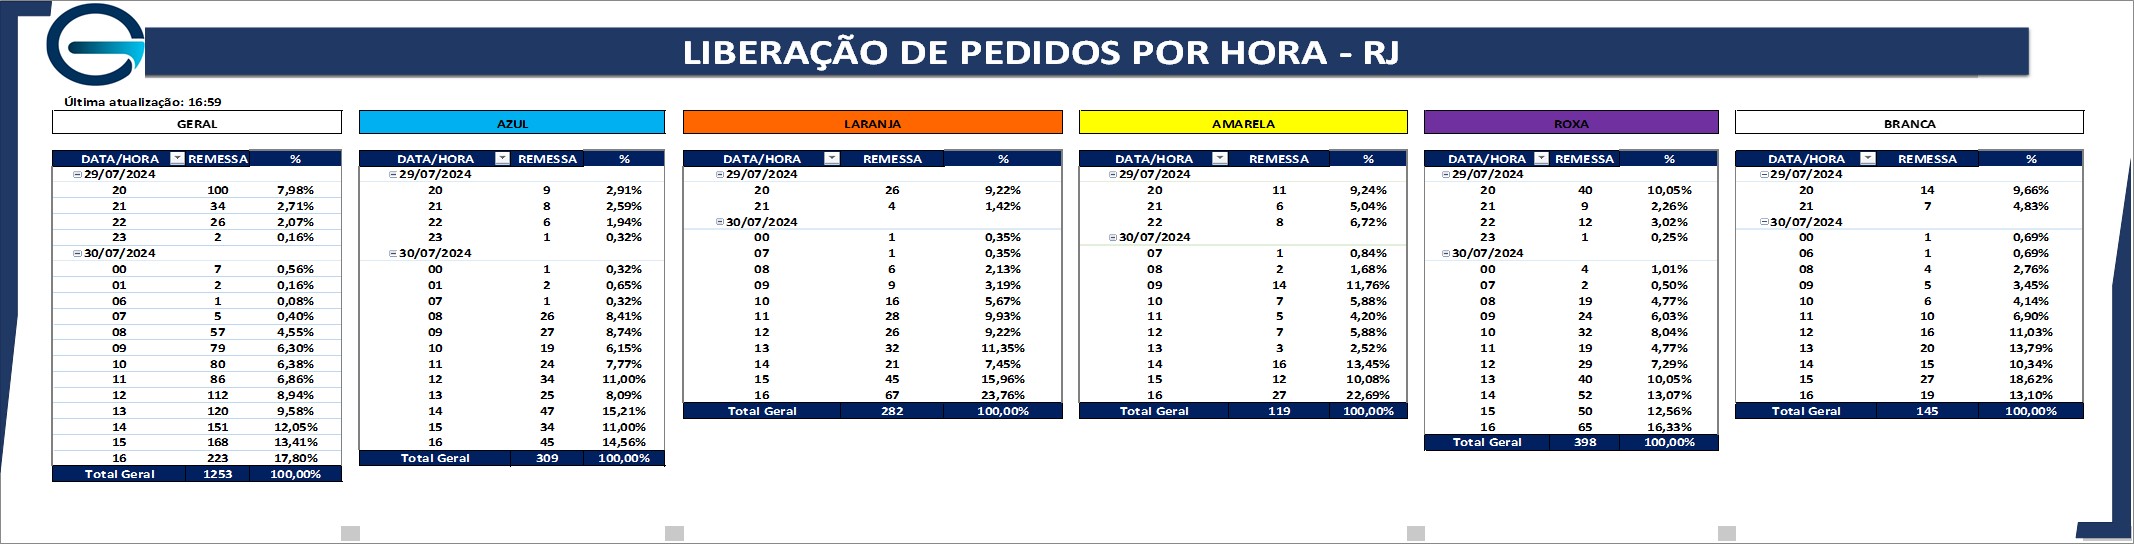 LIBERAÇÃO DE PEDIDOS POR HORA - RJ
Última atualização: 16:59
GERAL
DATA/HORA REMESSA %
29/07/2024
20 100 7,98%
21 34 2,71%
22 26 2,07%
23 2 0,16%
30/07/2024
00 7 0,56%
01 2 0,16%
06 1 0,08%
07 5 0,40%
08 57 4,55%
09 79 6,30%
10 80 6,38%
11 86 6,86%
12 112 8,94%
13 120 9,58%
14 151 12,05%
15 168 13,41%
16 223 17,80%
Total Geral 1253 100,00%
AZUL
DATA/HORA REMESSA %
29/07/2024
20 9 2,91%
21 8 2,59%
22 6 1,94%
23 1 0,32%
30/07/2024
00 1 0,32%
01 2 0,65%
07 1 0,32%
08 26 8,41%
09 27 8,74%
10 19 6,15%
11 24 7,77%
12 34 11,00%
13 25 8,09%
14 47 15,21%
15 34 11,00%
16 45 14,56%
Total Geral 309 100,00%
LARANJA
DATA/HORA REMESSA %
29/07/2024
20 26 9,22%
21 4 1,42%
30/07/2024
00 1 0,35%
07 1 0,35%
08 6 2,13%
09 9 3,19%
10 16 5,67%
11 28 9,93%
12 26 9,22%
13 32 11,35%
14 21 7,45%
15 45 15,96%
16 67 23,76%
Total Geral 282 100,00%
AMARELA
DATA/HORA REMESSA %
29/07/2024
20 11 9,24%
21 6 5,04%
22 8 6,72%
30/07/2024
07 1 0,84%
08 2 1,68%
09 14 11,76%
10 7 5,88%
11 5 4,20%
12 7 5,88%
13 3 2,52%
14 16 13,45%
15 12 10,08%
16 27 22,69%
Total Geral 119 100,00%
ROXA
DATA/HORA REMESSA %
29/07/2024
20 40 10,05%
21 9 2,26%
22 12 3,02%
23 1 0,25%
30/07/2024
00 4 1,01%
07 2 0,50%
08 19 4,77%
09 24 6,03%
10 32 8,04%
11 19 4,77%
12 29 7,29%
13 40 10,05%
14 52 13,07%
15 50 12,56%
16 65 16,33%
Total Geral 398 100,00%
BRANCA
DATA/HORA REMESSA %
29/07/2024
20 14 9,66%
21 7 4,83%
30/07/2024
00 1 0,69%
06 1 0,69%
08 4 2,76%
09 5 3,45%
10 6 4,14%
11 10 6,90%
12 16 11,03%
13 20 13,79%
14 15 10,34%
15 27 18,62%
16 19 13,10%
Total Geral 145 100,00%